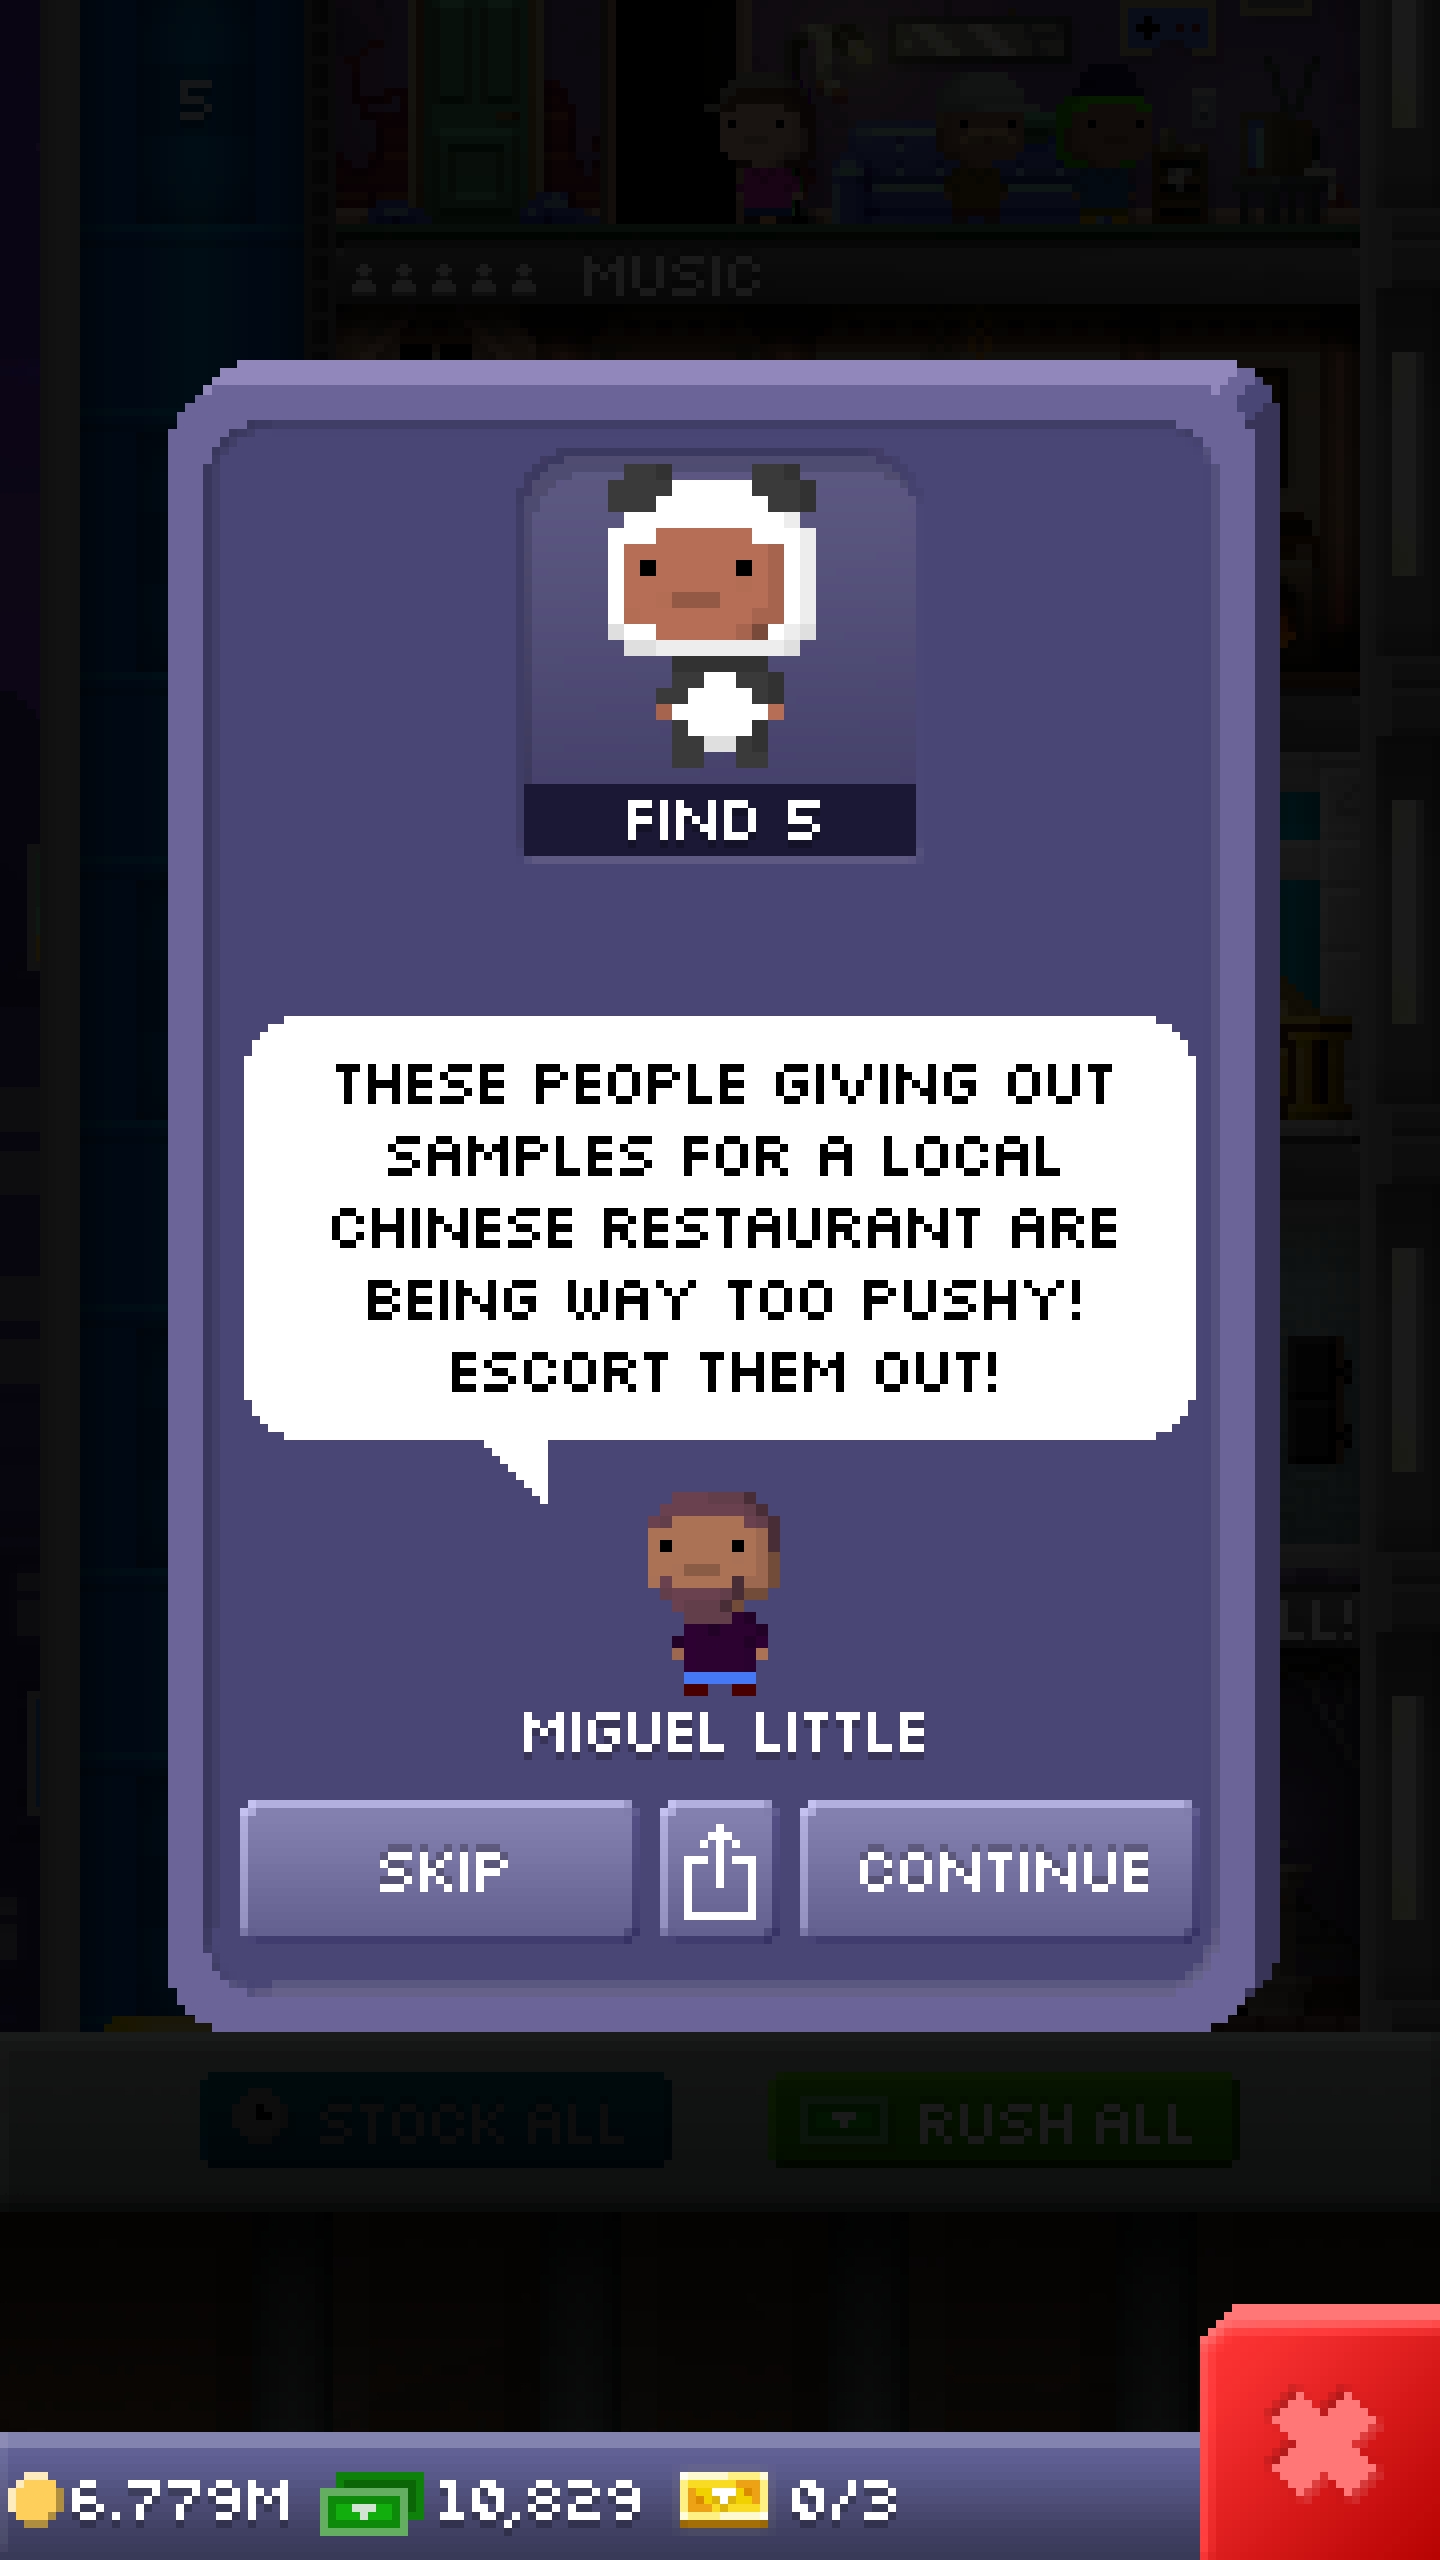 5
MUSIC
FIND 5
THESE PEOPLE GIVING OUT
SAMPLES FOR A LOCAL
CHINESE RESTAURANT ARE
BEING WAY TOO PUSHY!
ESCORT THEM OUT!
LL!
MIGUEL LITTLE
SKIP
CONTINUE
STOCK ALL
RUSH ALL
6.779M
10,829
0/3